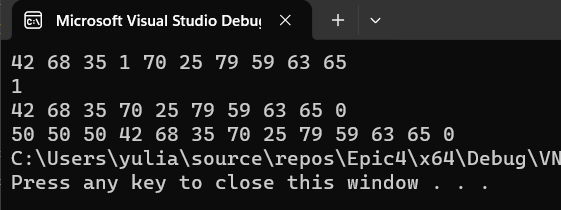 Microsoft Visual Studio Debug
42 68 35 1 70 25 79 59 63 65
1
42 68 35 70 25 79 59 63 65 0
50 50 50 42 68 35 70 25 79 59 63 65 0
C:\Users\yulia\source\repos\Epic4\x64\Debug\VN
Press any key to close this window . . .